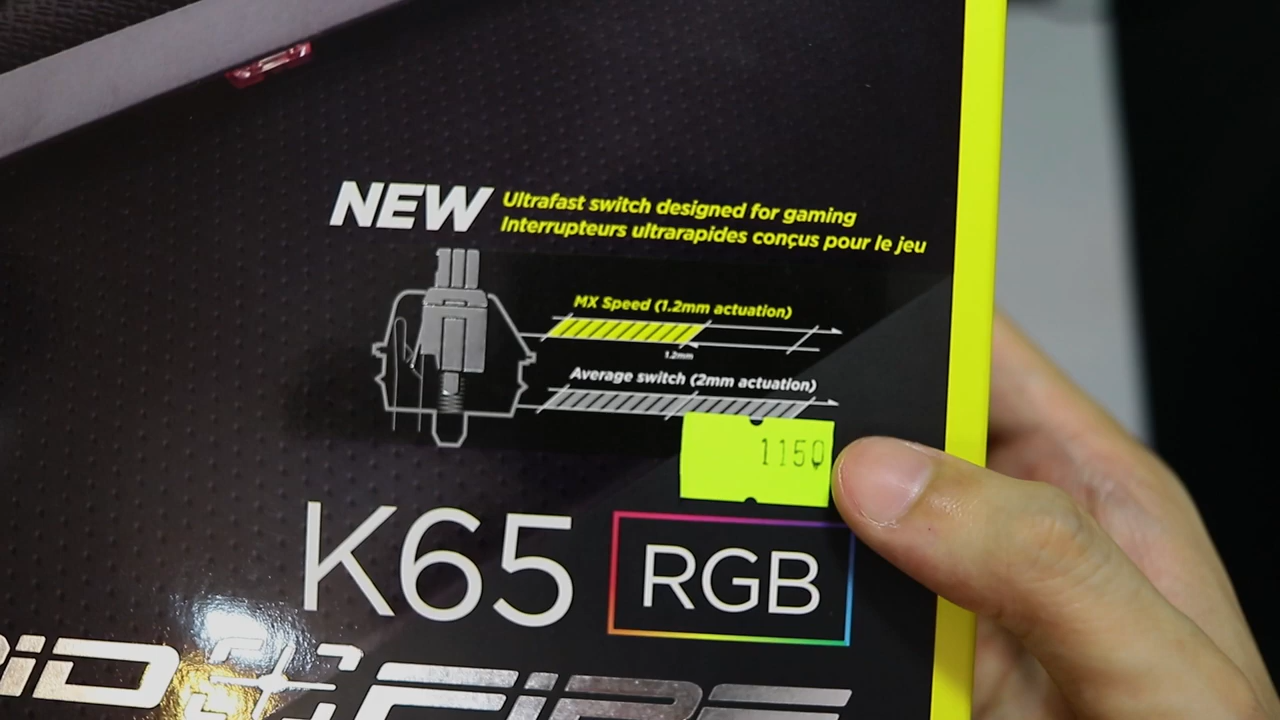 NEW
Ultrafast switch designed for gaming
Interrupteurs ultrarapides conçus pour le jeu
MX Speed (1.2mm actuation)
1.2mm
Average switch (2mm actuation)
1150
K65 RGB
FIRE